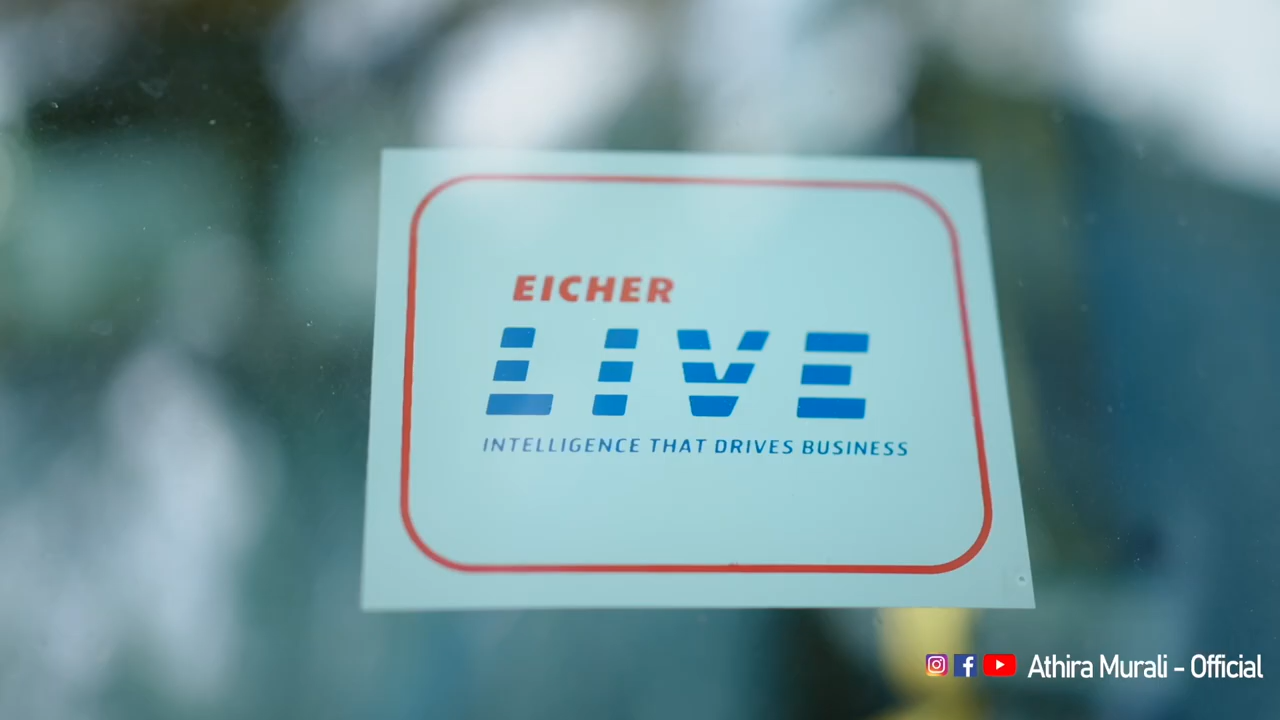 EICHER
LIVE
INTELLIGENCE THAT DRIVES BUSINESS
Athira Murali - Official